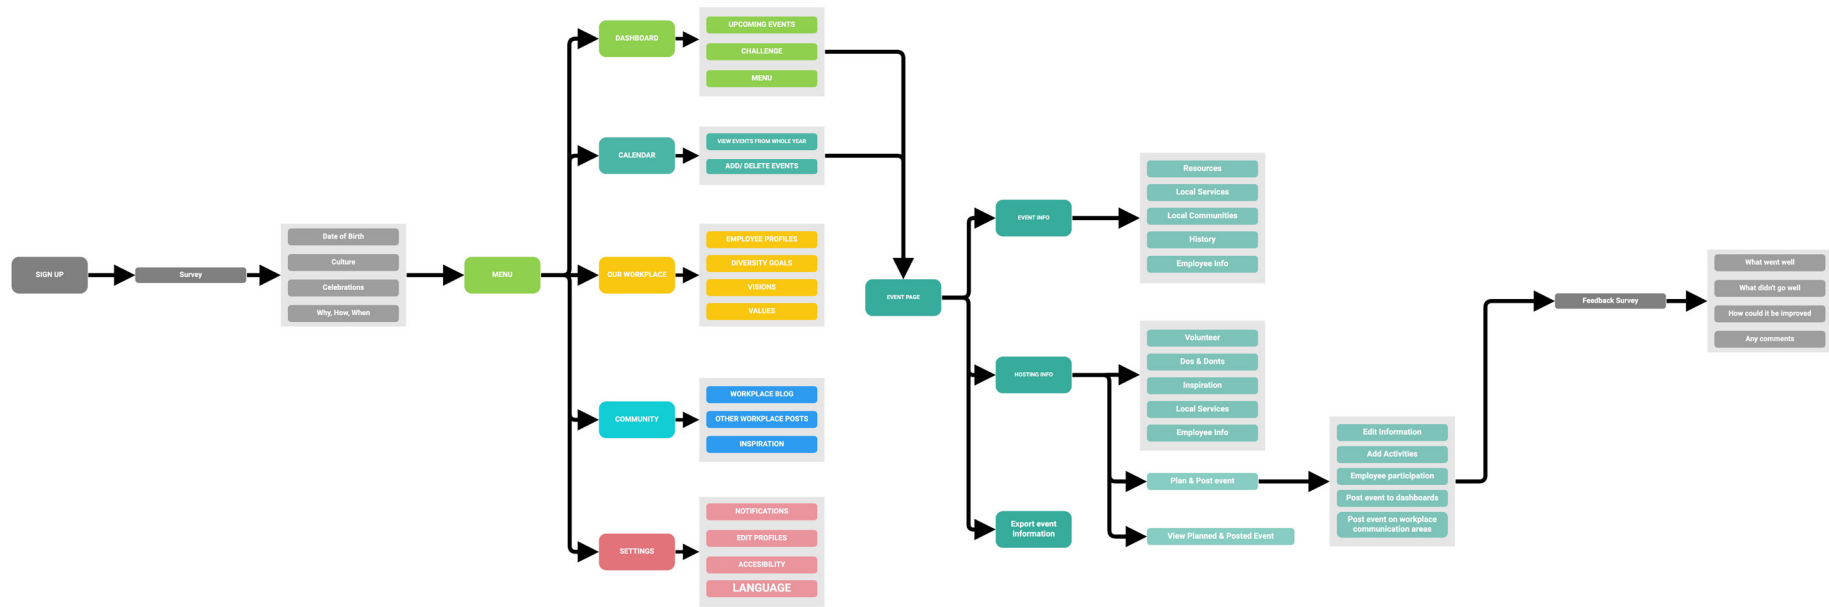 SIGN UP
Survey
Date of Birth
Culture
Celebrations
Why, How, When
MENU
DASHBOARD
UPCOMING EVENTS
CHALLENGE
MENU
CALENDAR
VIEW EVENTS FROM WHOLE YEAR
ADD/ DELETE EVENTS
OUR WORKPLACE
EMPLOYEE PROFILES
DIVERSITY GOALS
VISIONS
VALUES
COMMUNITY
WORKPLACE BLOG
OTHER WORKPLACE POSTS
INSPIRATION
SETTINGS
NOTIFICATIONS
EDIT PROFILES
ACCESIBILITY
LANGUAGE
EVENT PAGE
EVENT INFO
Resources
Local Services
Local Communities
History
Employee Info
HOSTING INFO
Volunteer
Dos & Donts
Inspiration
Local Services
Employee Info
Plan & Post event
View Planned & Posted Event
Export event
Information
Edit Information
Add Activities
Employee participation
Post event to dashboards
Post event on workplace
communication areas
Feedback Survey
What went well
What didn't go well
How could it be improved
Any comments